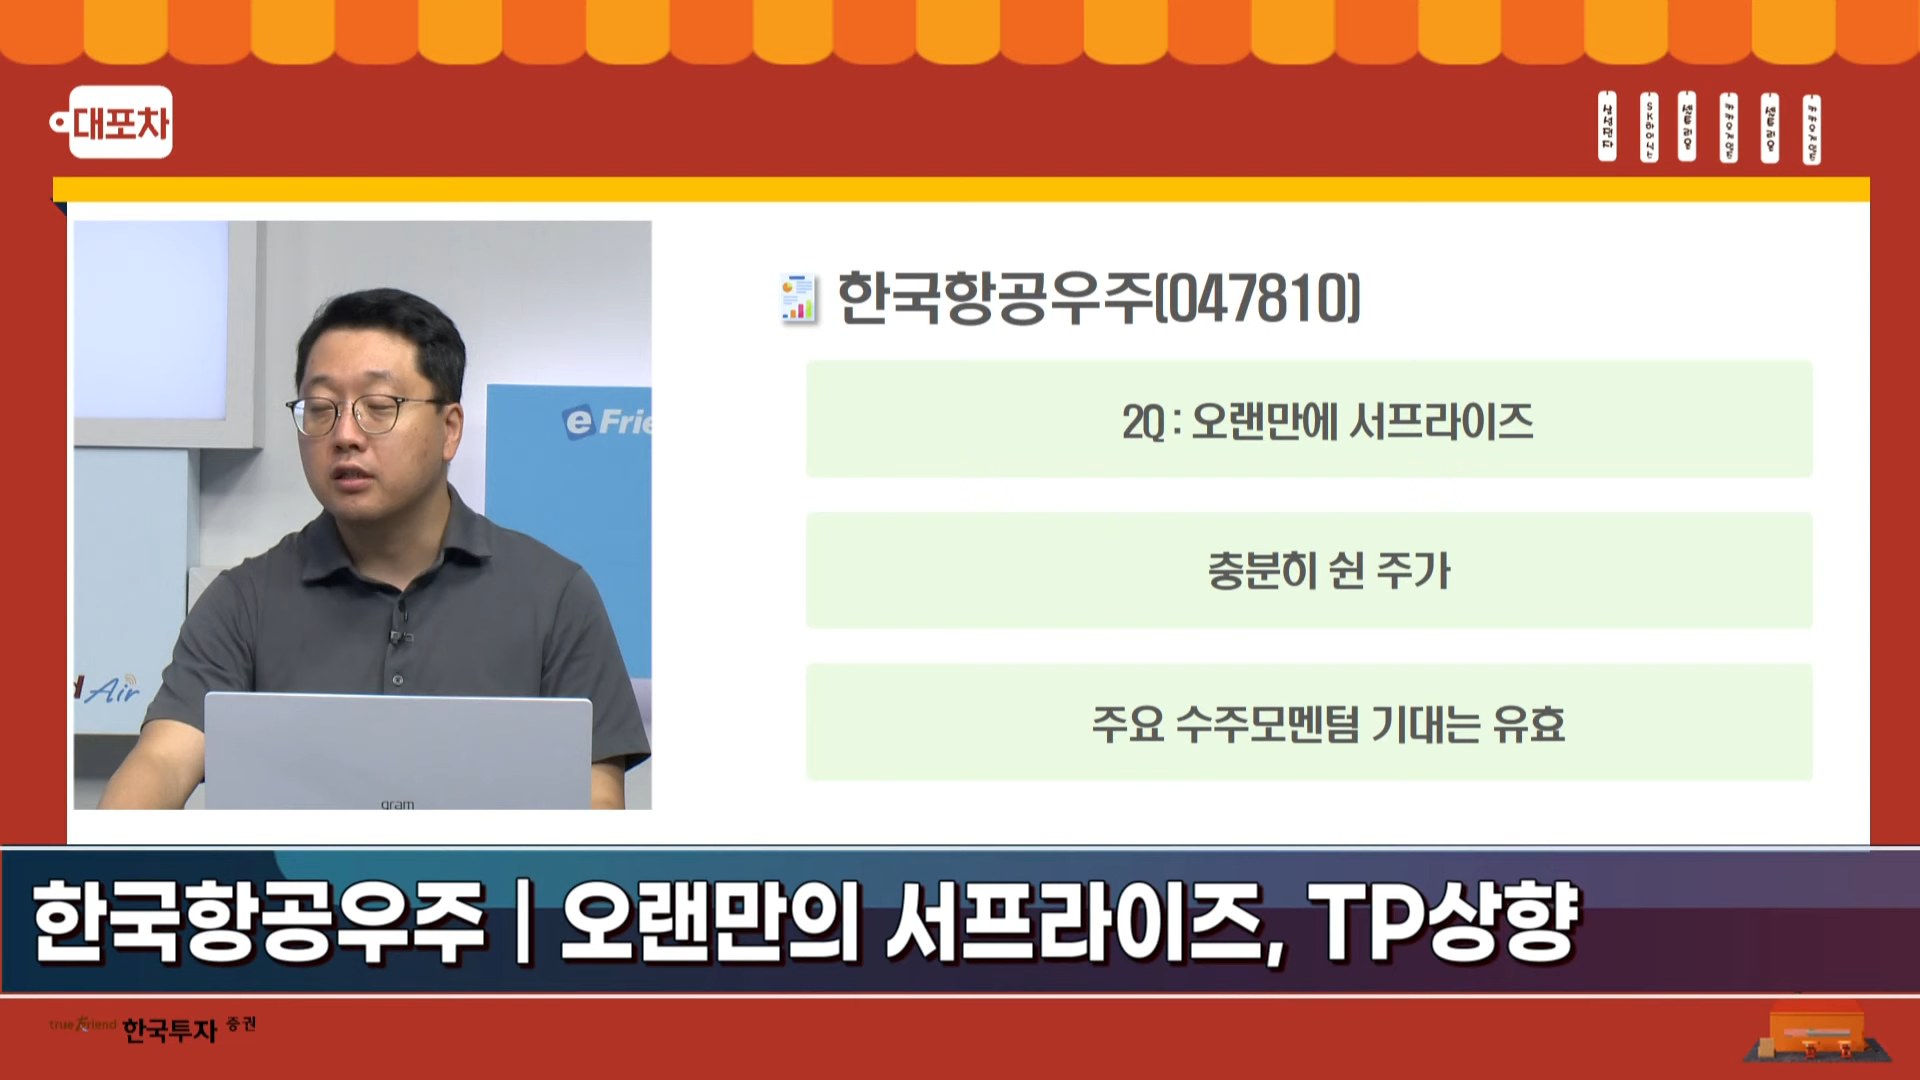 대포차
한국항공우주(047810)
2Q : 오랜만에 서프라이즈
충분히 쉰 주가
주요 수주모멘텀 기대는 유효
e Frie
Air
gram
한국항공우주 | 오랜만의 서프라이즈, TP상향
true friend 한국투자 증권